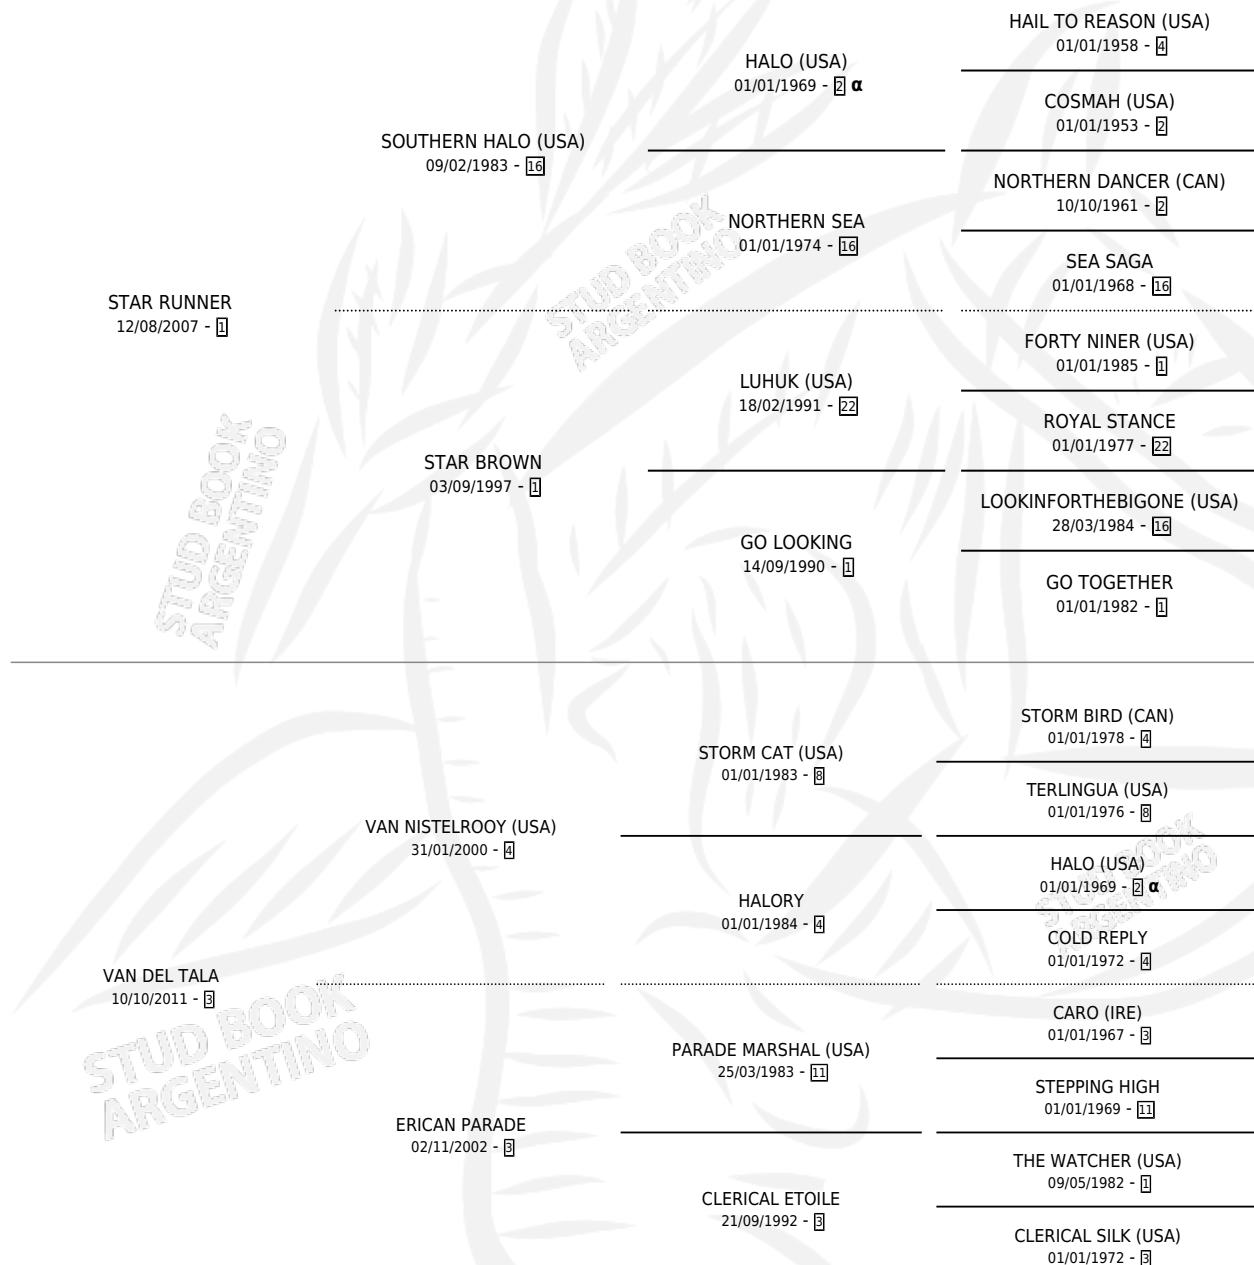 HAIL TO REASON (USA)
01/01/1958 - 4
HALO (USA)
01/01/1969 - 2 α
COSMAH (USA)
01/01/1953 - 2
SOUTHERN HALO (USA)
09/02/1983 - 16
NORTHERN DANCER (CAN)
10/10/1961 - 2
NORTHERN SEA
01/01/1974 - 16
SEA SAGA
01/01/1968 - 16
STAR RUNNER
12/08/2007 - 1
FORTY NINER (USA)
01/01/1985 - 1
LUHUK (USA)
18/02/1991 - 22
ROYAL STANCE
01/01/1977 - 22
STAR BROWN
03/09/1997 - 1
LOOKINFORTHEBIGONE (USA)
28/03/1984 - 16
GO LOOKING
14/09/1990 - 1
GO TOGETHER
01/01/1982 - 1
STORM BIRD (CAN)
01/01/1978 - 4
STORM CAT (USA)
01/01/1983 - 8
TERLINGUA (USA)
01/01/1976 - 8
VAN NISTELROOY (USA)
31/01/2000 - 4
HALO (USA)
01/01/1969 - 2 α
HALORY
01/01/1984 - 4
COLD REPLY
01/01/1972 - 4
VAN DEL TALA
10/10/2011 - 3
CARO (IRE)
01/01/1967 - 3
PARADE MARSHAL (USA)
25/03/1983 - 11
STEPPING HIGH
01/01/1969 - 11
ERICAN PARADE
02/11/2002 - 3
THE WATCHER (USA)
09/05/1982 - 1
CLERICAL ETOILE
21/09/1992 - 3
CLERICAL SILK (USA)
01/01/1972 - 3
STUD BOOK
ARGENTINO
STUD BOOK
ARGENTINO
STUD BOOK
ARGENTINO
STUD BOOK
ARGENTINO